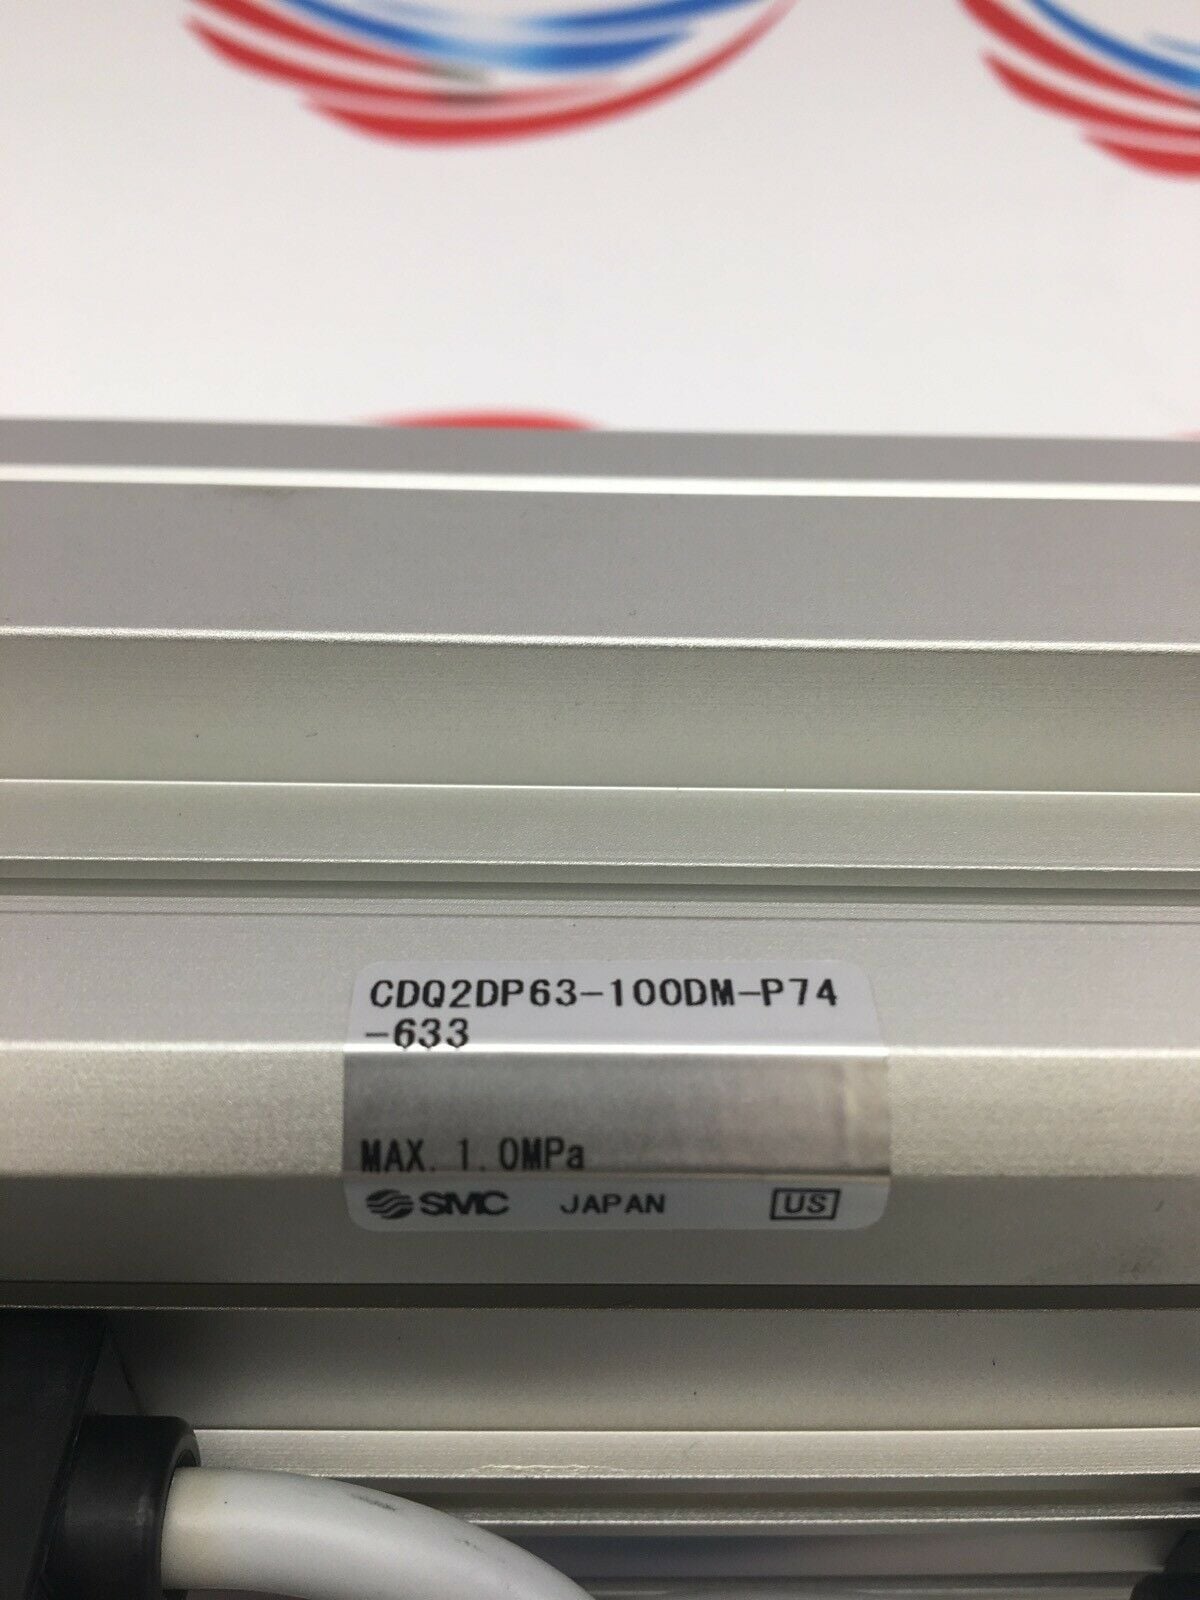 CDQ2DP63-100DM-P74
-633
MAX. 1.0MPa
SMC JAPAN US